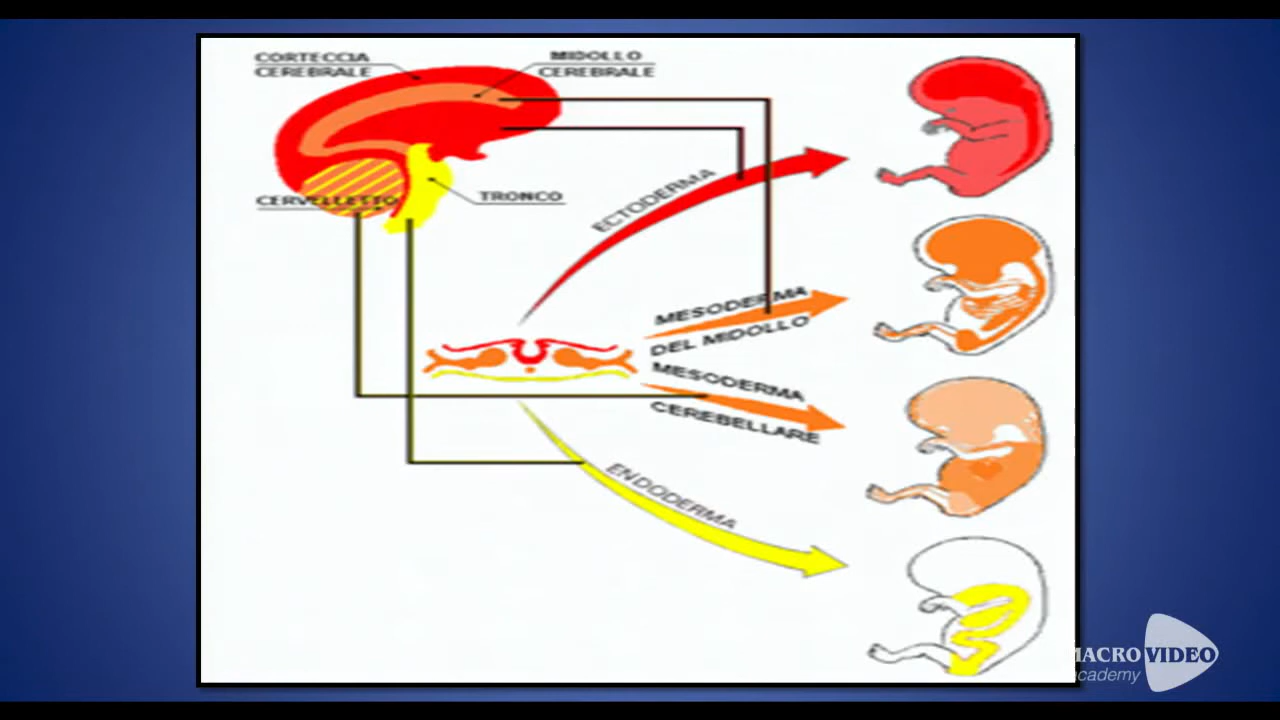 CORTECCIA
CEREBRALE
MIDOLLO
CEREBRALE
CERVELLETTO
TRONCO
ECTODERMA
MESODERMA
DEL MIDOLLO
MESODERMA
CEREBELLARE
ENDODERMA
MACRO VIDEO
academy